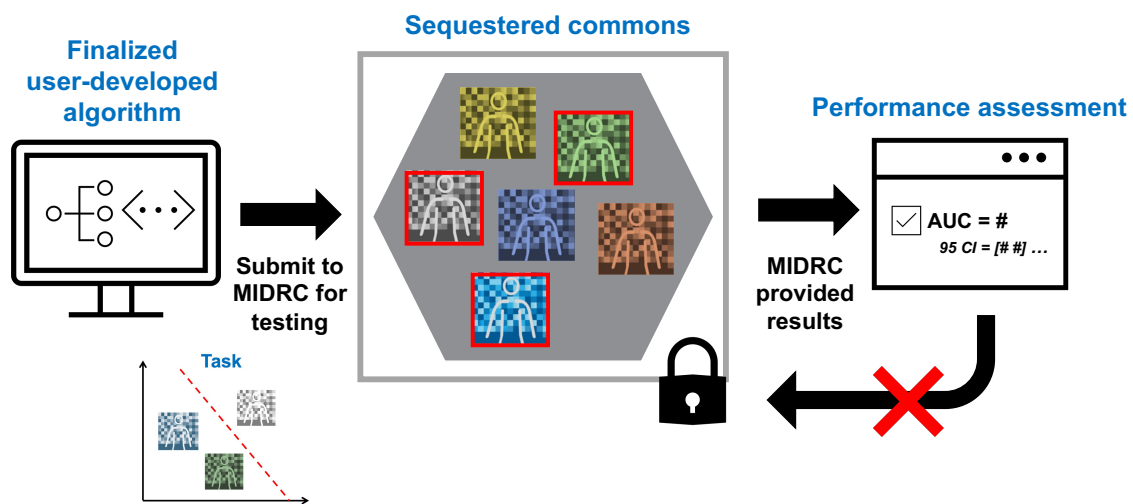 Finalized
user-developed
algorithm
Submit to
MIDRC for
testing
Task
Sequestered commons
MIDRC
provided
results
Performance assessment
AUC = #
95 CI = [# #] ...